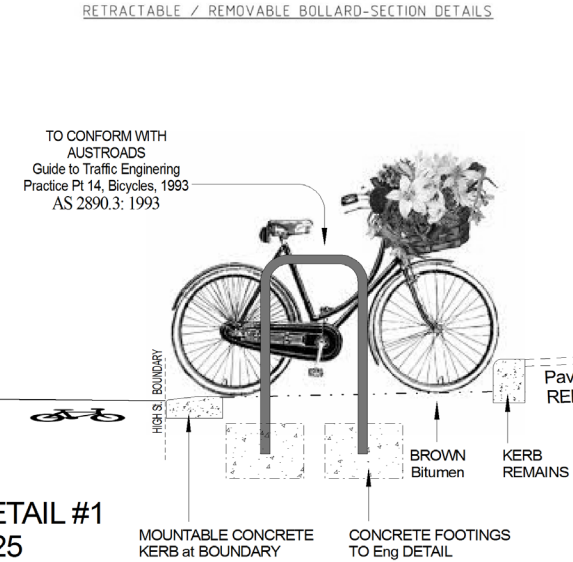 RETRACTABLE / REMOVABLE BOLLARD-SECTION DETAILS
TO CONFORM WITH
AUSTROADS
Guide to Traffic Enginering
Practice Pt 14, Bicycles, 1993
AS 2890.3: 1993
HIGH St. BOUNDARY
BROWN
Bitumen
KERB
REMAINS
MOUNTABLE CONCRETE
KERB at BOUNDARY
CONCRETE FOOTINGS
TO Eng DETAIL
#1
25